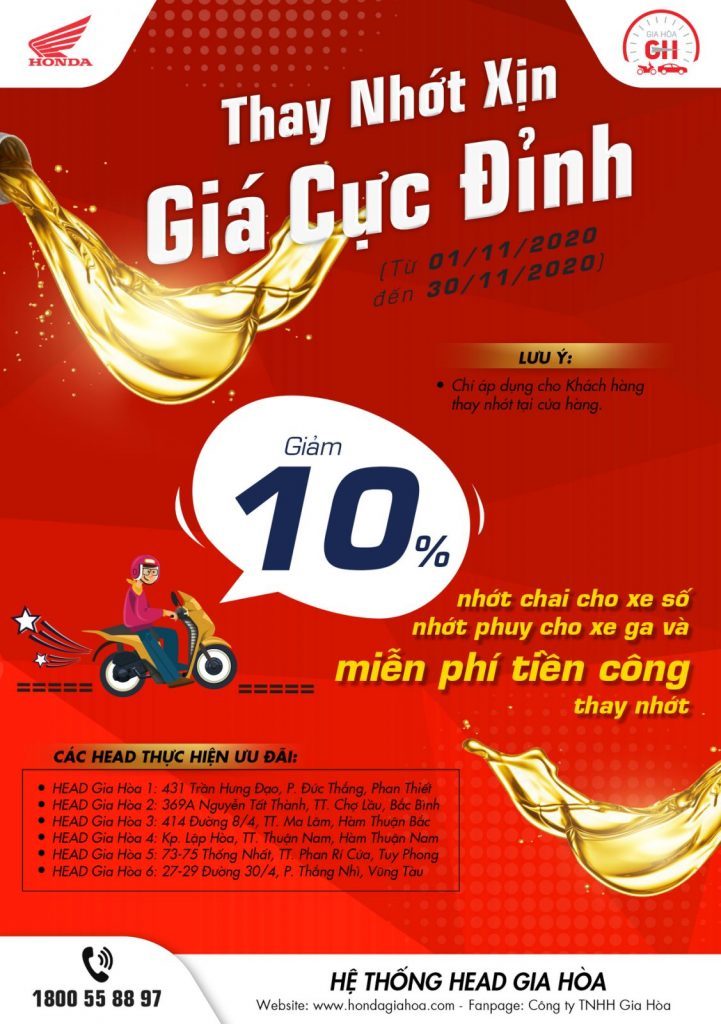 HONDA
GIA HÒA
GH
Thay Nhớt Xịn
Giá Cực Đỉnh
(Từ 01/11/2020
đến 30/11/2020)
LƯU Ý:
• Chỉ áp dụng cho Khách hàng
thay nhớt tại cửa hàng.
Giảm
10%
nhớt chai cho xe số
nhớt phuy cho xe ga và
miễn phí tiền công
thay nhớt
CÁC HEAD THỰC HIỆN ƯU ĐÃI:
• HEAD Gia Hòa 1: 431 Trần Hưng Đạo, P. Đức Thắng, Phan Thiết
• HEAD Gia Hòa 2: 369A Nguyễn Tất Thành, TT. Chợ Lầu, Bắc Bình
• HEAD Gia Hòa 3: 414 Đường 8/4, TT. Ma Lâm, Hàm Thuận Bắc
• HEAD Gia Hòa 4: Kp. Lập Hòa, TT. Thuận Nam, Hàm Thuận Nam
• HEAD Gia Hòa 5: 73-75 Thống Nhất, TT. Phan Rí Cửa, Tuy Phong
• HEAD Gia Hòa 6: 27-29 Đường 30/4, P. Thắng Nhì, Vũng Tàu
1800 55 88 97
HỆ THỐNG HEAD GIA HÒA
Website: www.hondagiahoa.com - Fanpage: Công ty TNHH Gia Hòa